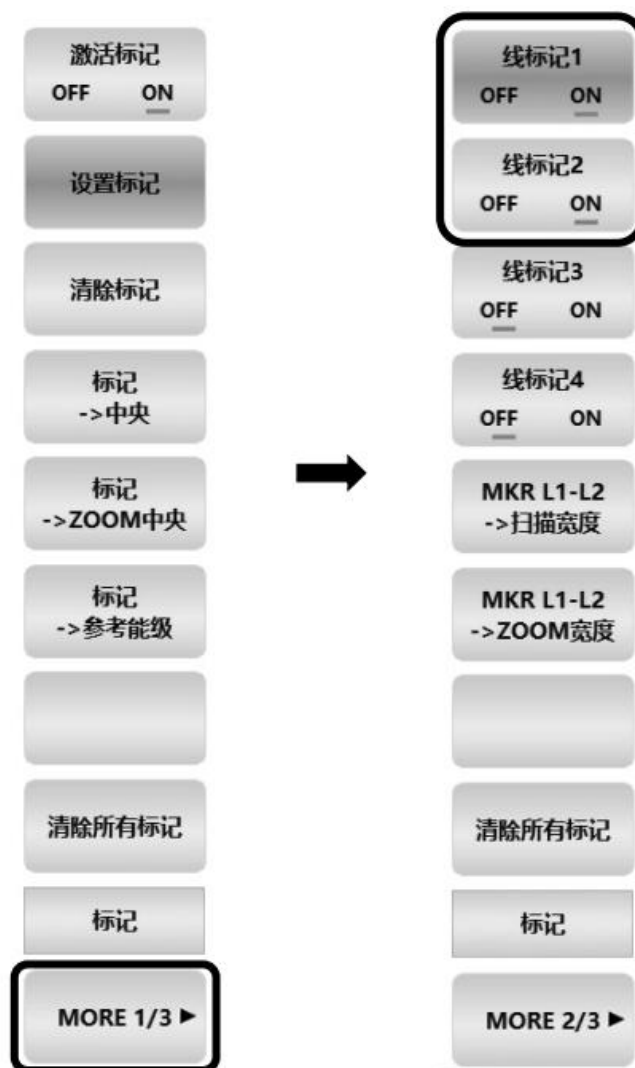 激活标记
OFF ON
设置标记
清除标记
标记
->中央
标记
->ZOOM中央
标记
->参考能级
清除所有标记
标记
MORE 1/3 ▶
线标记1
OFF ON
线标记2
OFF ON
线标记3
OFF ON
线标记4
OFF ON
MKR L1-L2
->扫描宽度
MKR L1-L2
->ZOOM宽度
清除所有标记
标记
MORE 2/3 ▶